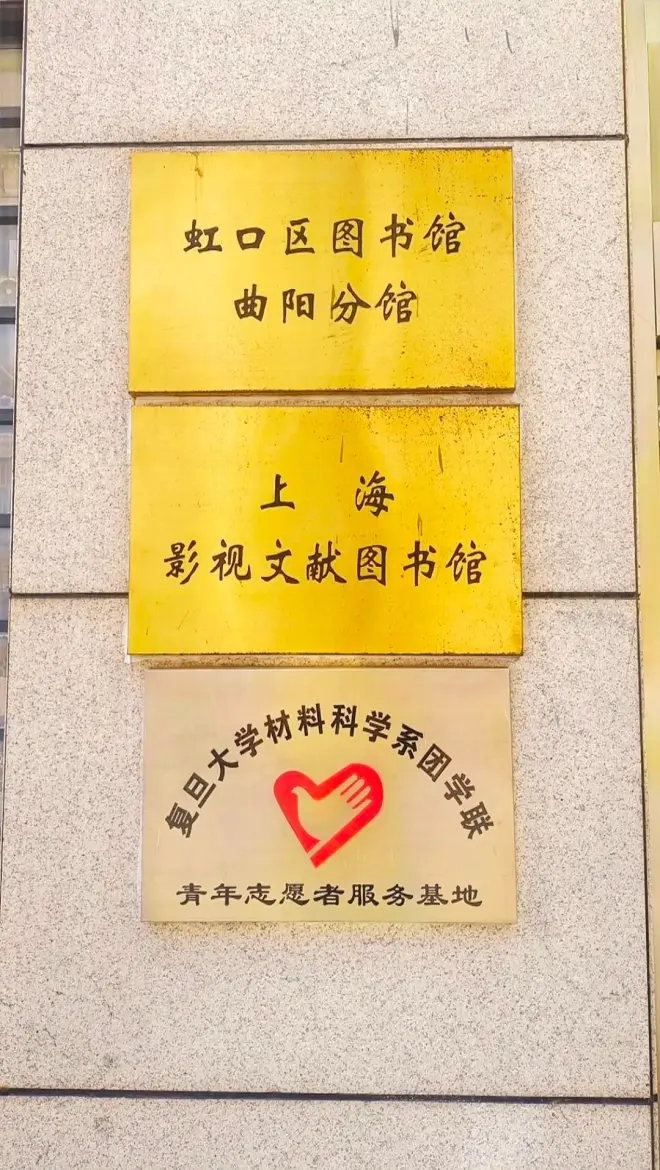 虹口区图书馆
曲阳分馆
上海
影视文献图书馆
复旦大学材料科学系团学联
青年志愿者服务基地